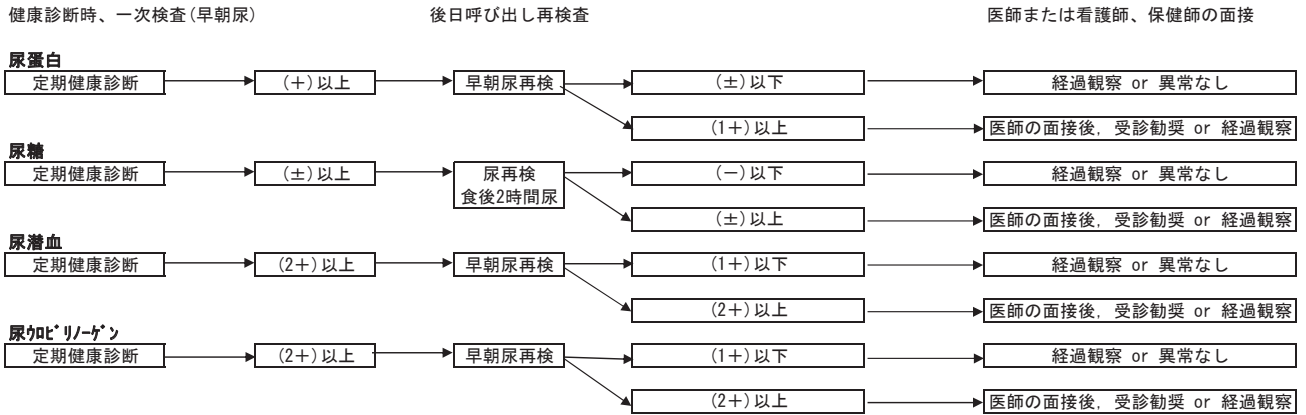 健康診断時、一次検査(早朝尿) 後日呼び出し再検査 医師または看護師、保健師の面接
尿蛋白
定期健康診断 (+)以上 早朝尿再検 (±)以下 経過観察 or 異常なし
(1+)以上 医師の面接後, 受診勧奨 or 経過観察
尿糖
定期健康診断 (±)以上 尿再検 (−)以下 経過観察 or 異常なし
食後2時間尿
(±)以上 医師の面接後, 受診勧奨 or 経過観察
尿潜血
定期健康診断 (2+)以上 早朝尿再検 (1+)以下 経過観察 or 異常なし
(2+)以上 医師の面接後, 受診勧奨 or 経過観察
尿ｳﾛﾋﾞﾘﾉｰｹﾞﾝ
定期健康診断 (2+)以上 早朝尿再検 (1+)以下 経過観察 or 異常なし
(2+)以上 医師の面接後, 受診勧奨 or 経過観察